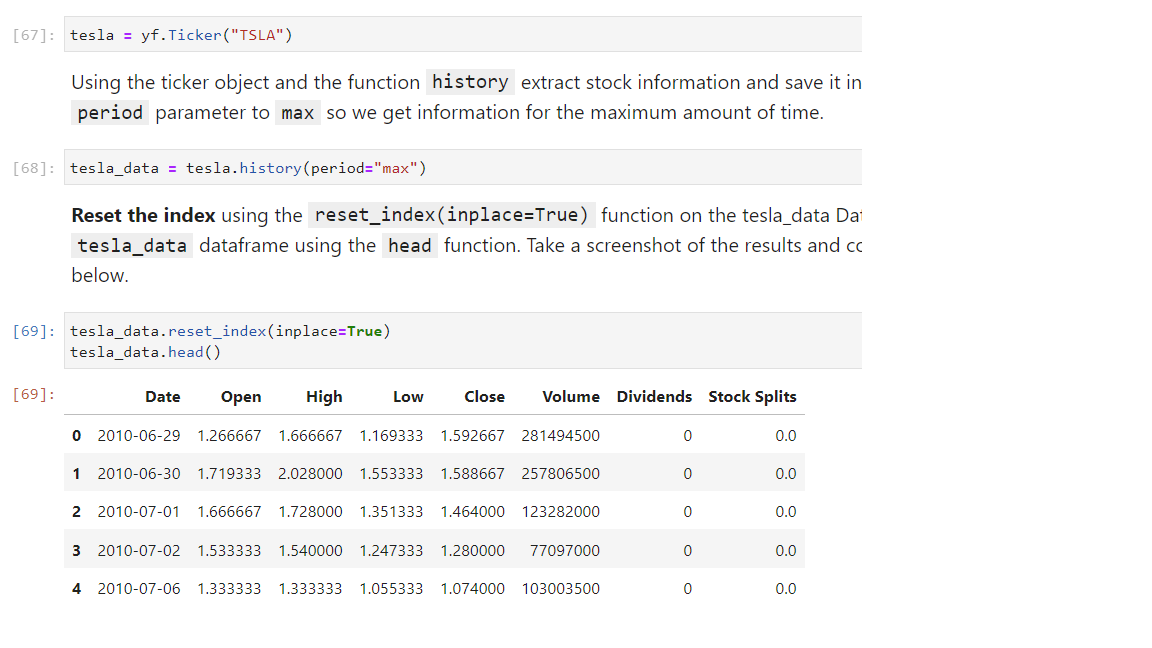 [67]: tesla = yf.Ticker("TSLA")
Using the ticker object and the function history extract stock information and save it in
period parameter to max so we get information for the maximum amount of time.
[68]: tesla_data = tesla.history(period="max")
Reset the index using the reset_index(inplace=True) function on the tesla_data
tesla_data dataframe using the head function. Take a screenshot of the results and
below.
[69]: tesla_data.reset_index(inplace=True)
tesla_data.head()
[69]: Date Open High Low Close Volume Dividends Stock Splits
0 2010-06-29 1.266667 1.666667 1.169333 1.592667 281494500 0 0.0
1 2010-06-30 1.719333 2.028000 1.553333 1.588667 257806500 0 0.0
2 2010-07-01 1.666667 1.728000 1.351333 1.464000 123282000 0 0.0
3 2010-07-02 1.533333 1.540000 1.247333 1.280000 77097000 0 0.0
4 2010-07-06 1.333333 1.333333 1.055333 1.074000 103003500 0 0.0